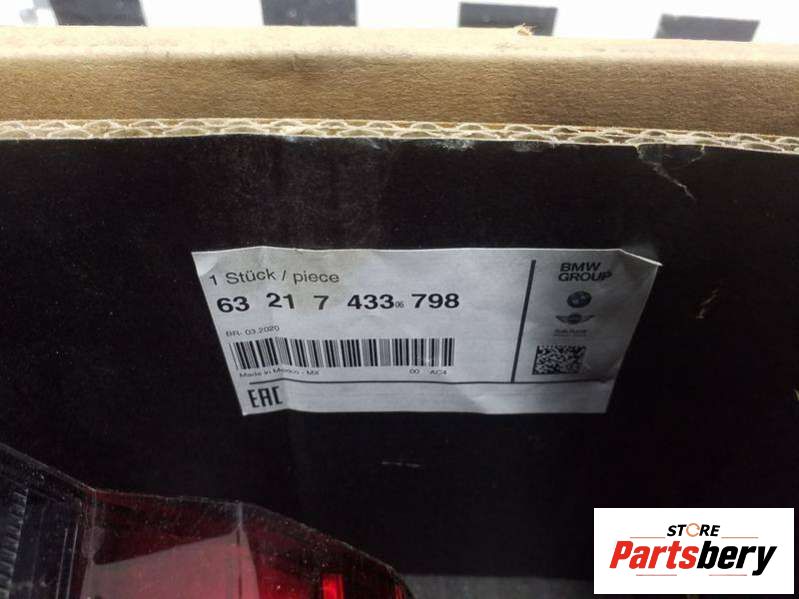 1 Stück / piece
63 21 7 433 06 798
BR. 03.2020
Made in Mexico - MX 00 AC4
EAC
BMW
GROUP
STORE
Partsbery